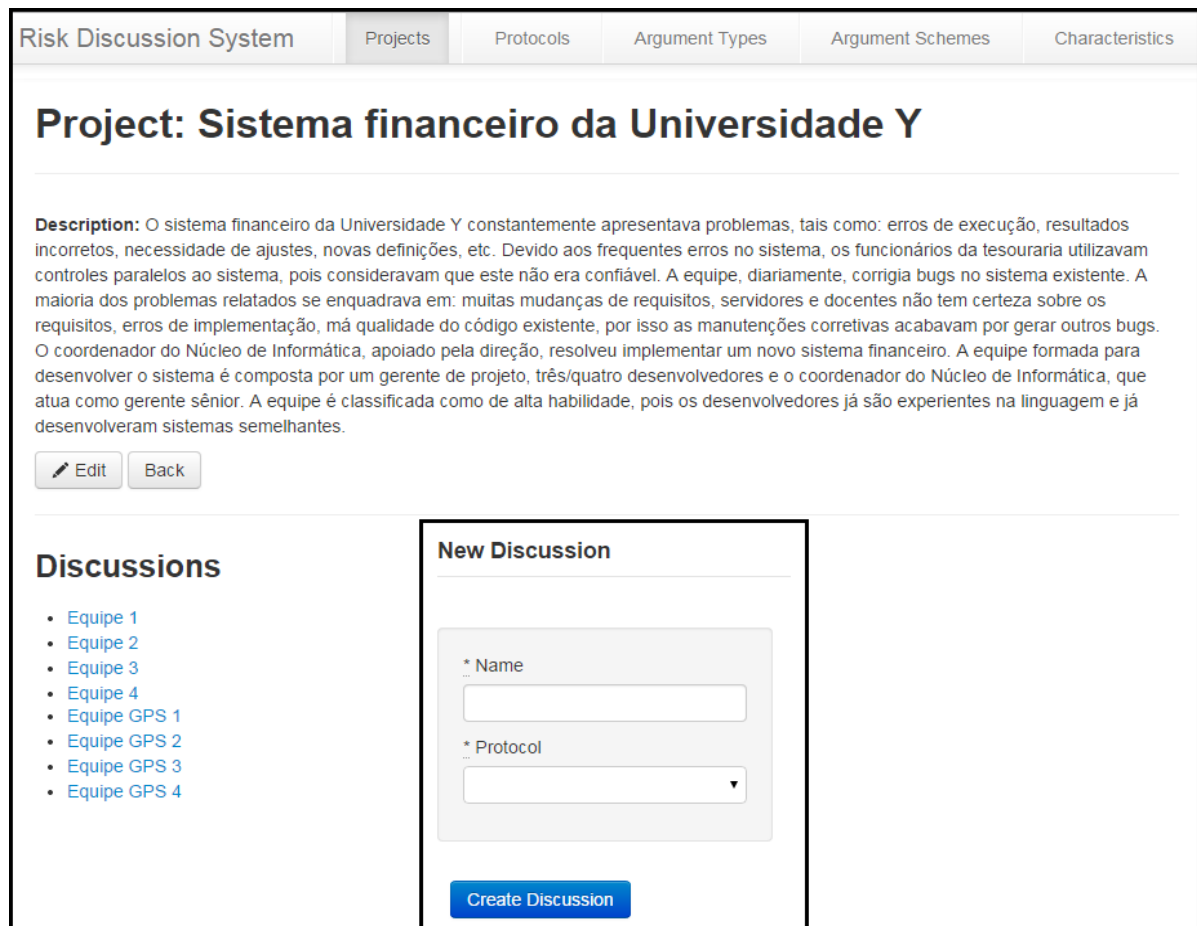 Risk Discussion System Projects Protocols Argument Types Argument Schemes Characteristics
Project: Sistema financeiro da Universidade Y
Description: O sistema financeiro da Universidade Y constantemente apresentava problemas, tais como: erros de execução, resultados
incorretos, necessidade de ajustes, novas definições, etc. Devido aos frequentes erros no sistema, os funcionários da tesouraria utilizavam
controles paralelos ao sistema, pois consideravam que este não era confiável. A equipe, diariamente, corrigia bugs no sistema existente. A
maioria dos problemas relatados se enquadrava em: muitas mudanças de requisitos, servidores e docentes não tem certeza sobre os
requisitos, erros de implementação, má qualidade do código existente, por isso as manutenções corretivas acabavam por gerar outros bugs.
O coordenador do Núcleo de Informática, apoiado pela direção, resolveu implementar um novo sistema financeiro. A equipe formada para
desenvolver o sistema é composta por um gerente de projeto, três/quatro desenvolvedores e o coordenador do Núcleo de Informática, que
atua como gerente sênior. A equipe é classificada como de alta habilidade, pois os desenvolvedores já são experientes na linguagem e já
desenvolveram sistemas semelhantes.
Edit Back
Discussions
Equipe 1
Equipe 2
Equipe 3
Equipe 4
Equipe GPS 1
Equipe GPS 2
Equipe GPS 3
Equipe GPS 4
New Discussion
* Name
* Protocol
Create Discussion